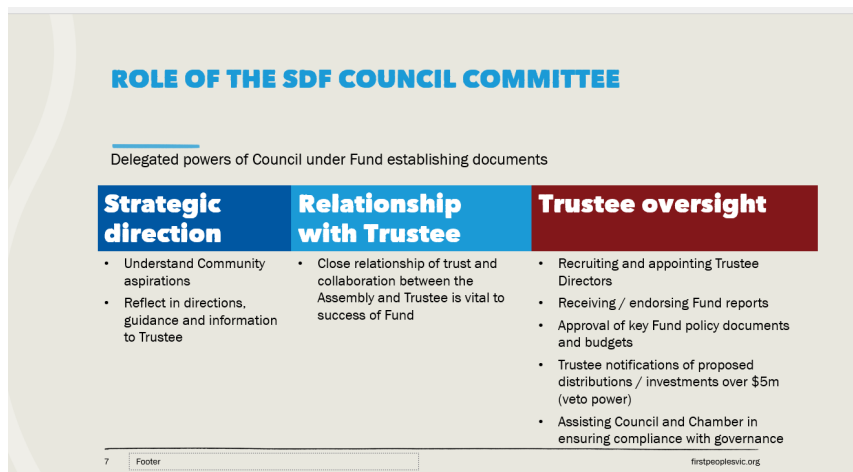 ROLE OF THE SDF COUNCIL COMMITTEE
Delegated powers of Council under Fund establishing documents
Strategic
direction
• Understand Community
aspirations
• Reflect in directions,
guidance and information
to Trustee
Relationship
with Trustee
• Close relationship of trust and
collaboration between the
Assembly and Trustee is vital to
success of Fund
Trustee oversight
• Recruiting and appointing Trustee
Directors
• Receiving / endorsing Fund reports
• Approval of key Fund policy documents
and budgets
• Trustee notifications of proposed
distributions / investments over $5m
(veto power)
• Assisting Council and Chamber in
ensuring compliance with governance
7
Footer
firstpeoplesvic.org